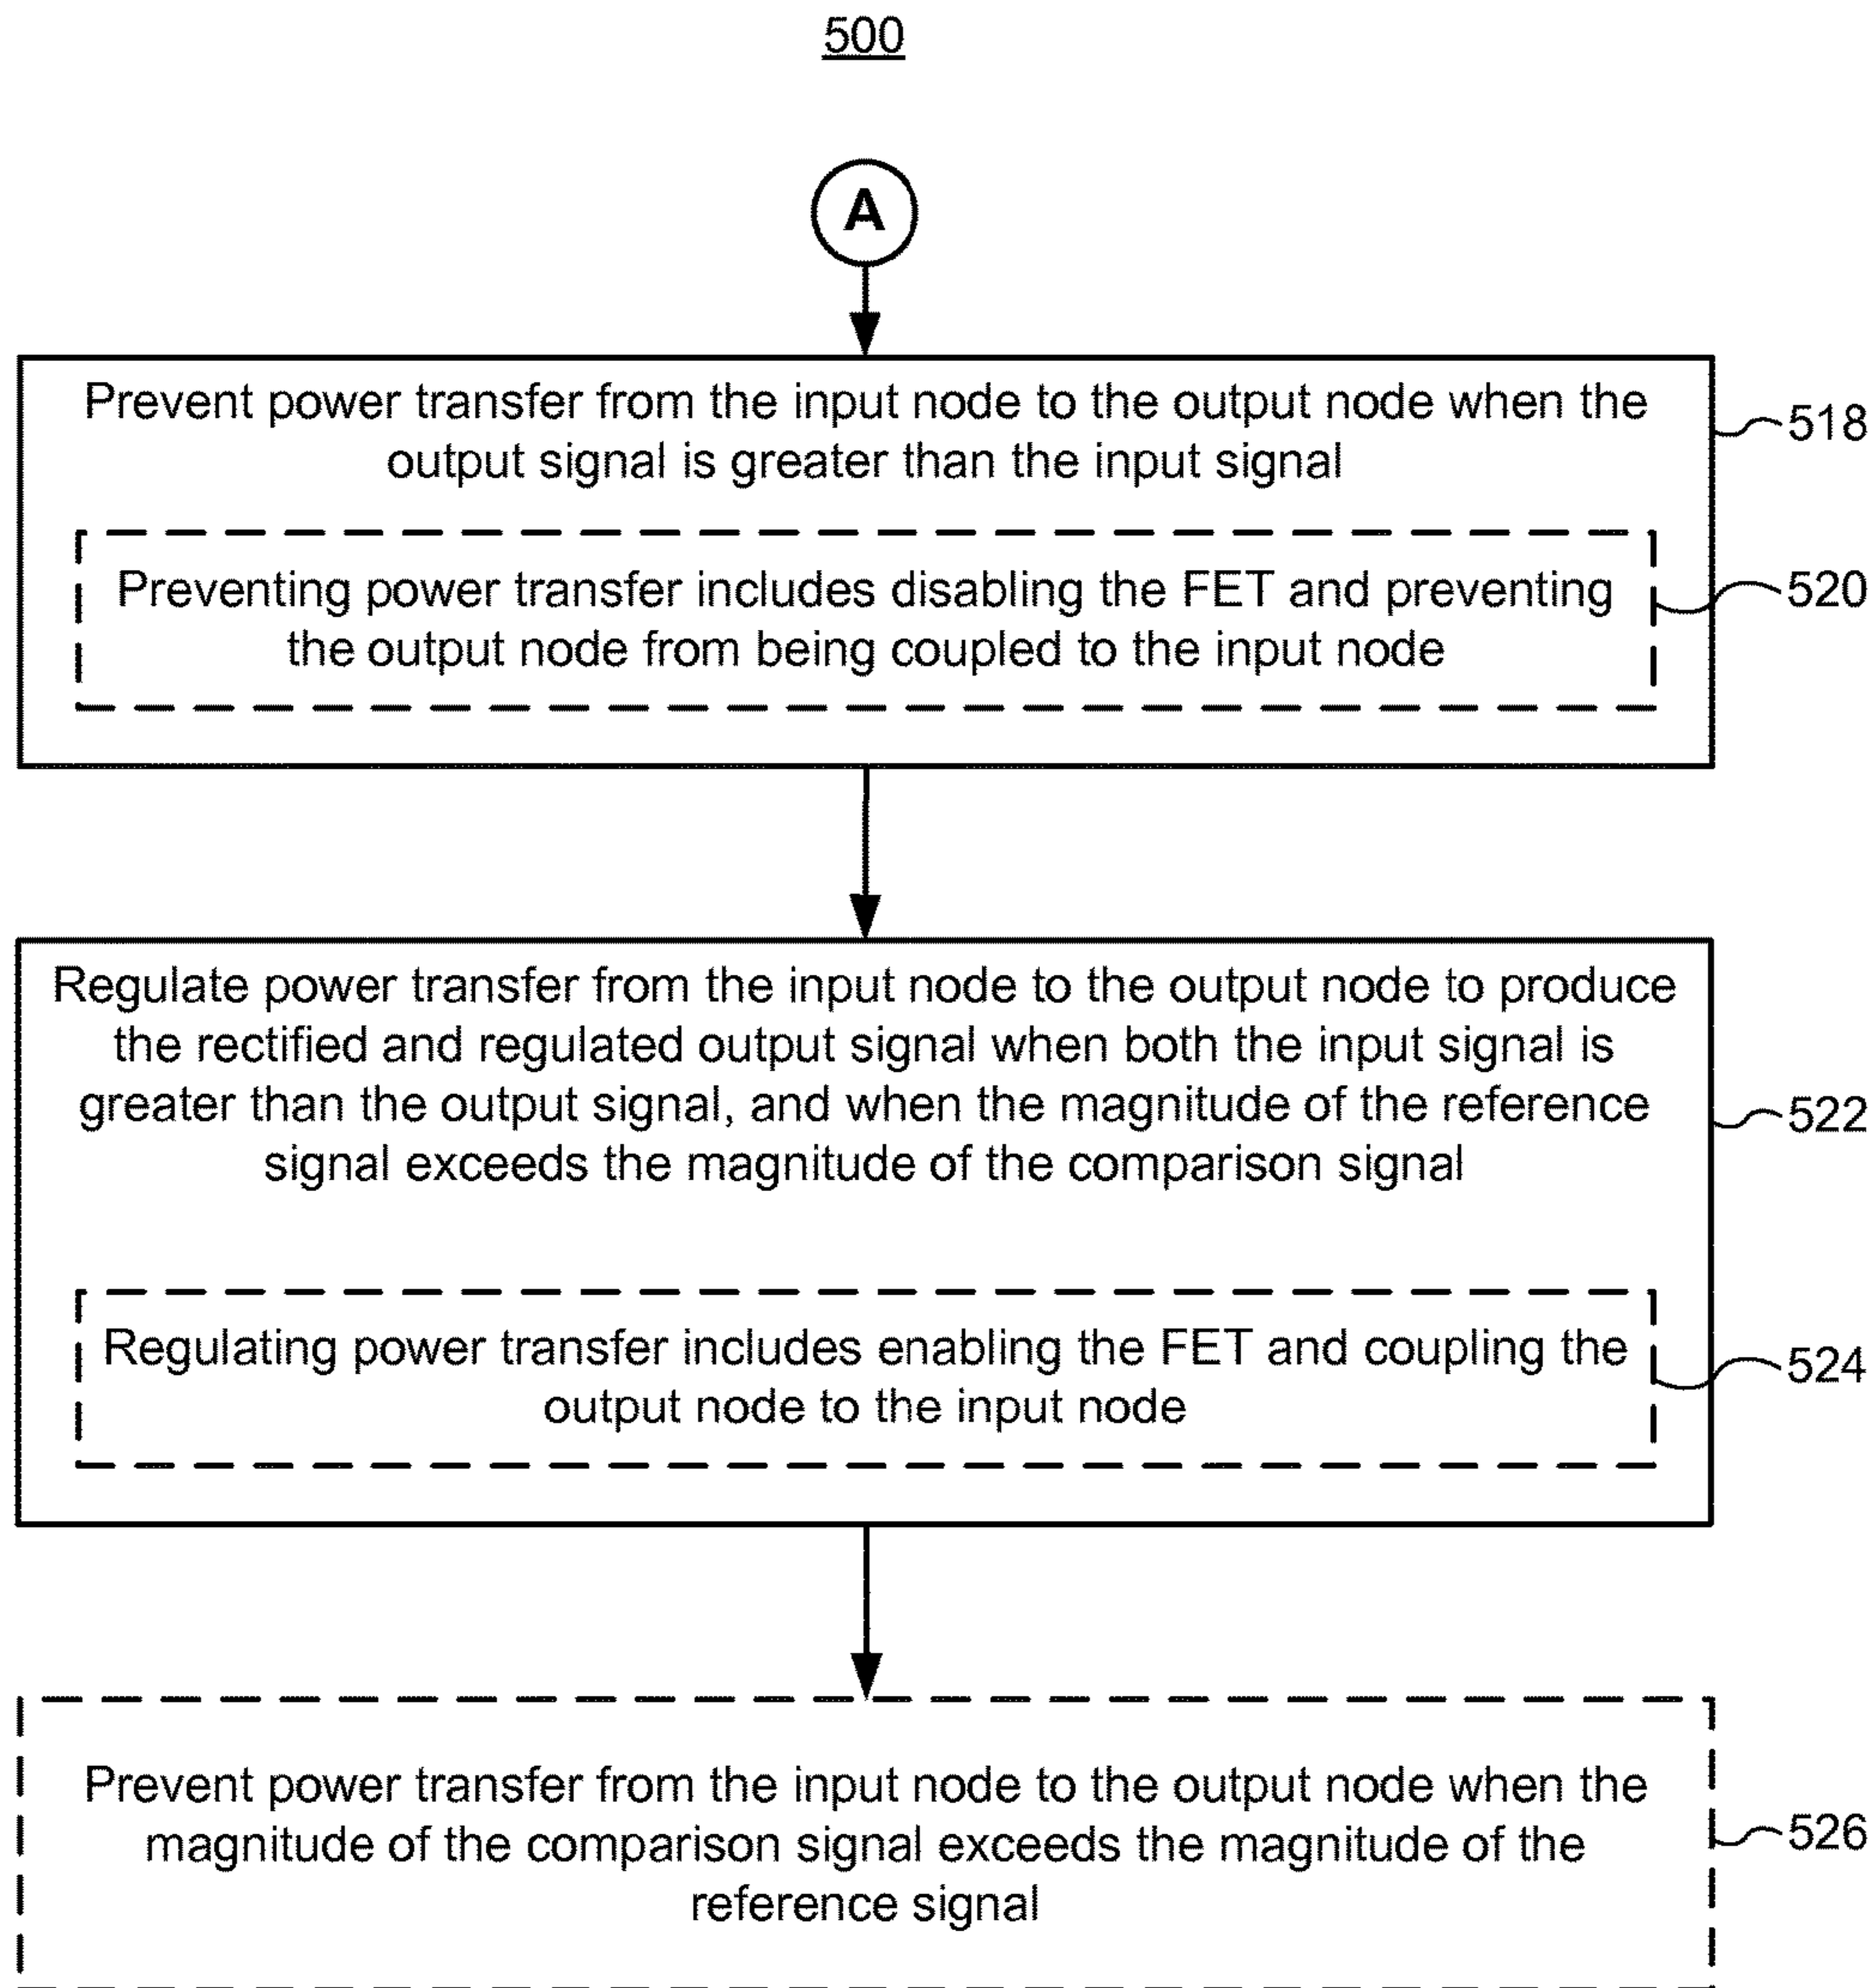 500
A
Prevent power transfer from the input node to the output node when the
output signal is greater than the input signal
518
Preventing power transfer includes disabling the FET and preventing
the output node from being coupled to the input node
520
Regulate power transfer from the input node to the output node to produce
the rectified and regulated output signal when both the input signal is
greater than the output signal, and when the magnitude of the reference
signal exceeds the magnitude of the comparison signal
522
Regulating power transfer includes enabling the FET and coupling the
output node to the input node
524
Prevent power transfer from the input node to the output node when the
magnitude of the comparison signal exceeds the magnitude of the
reference signal
526